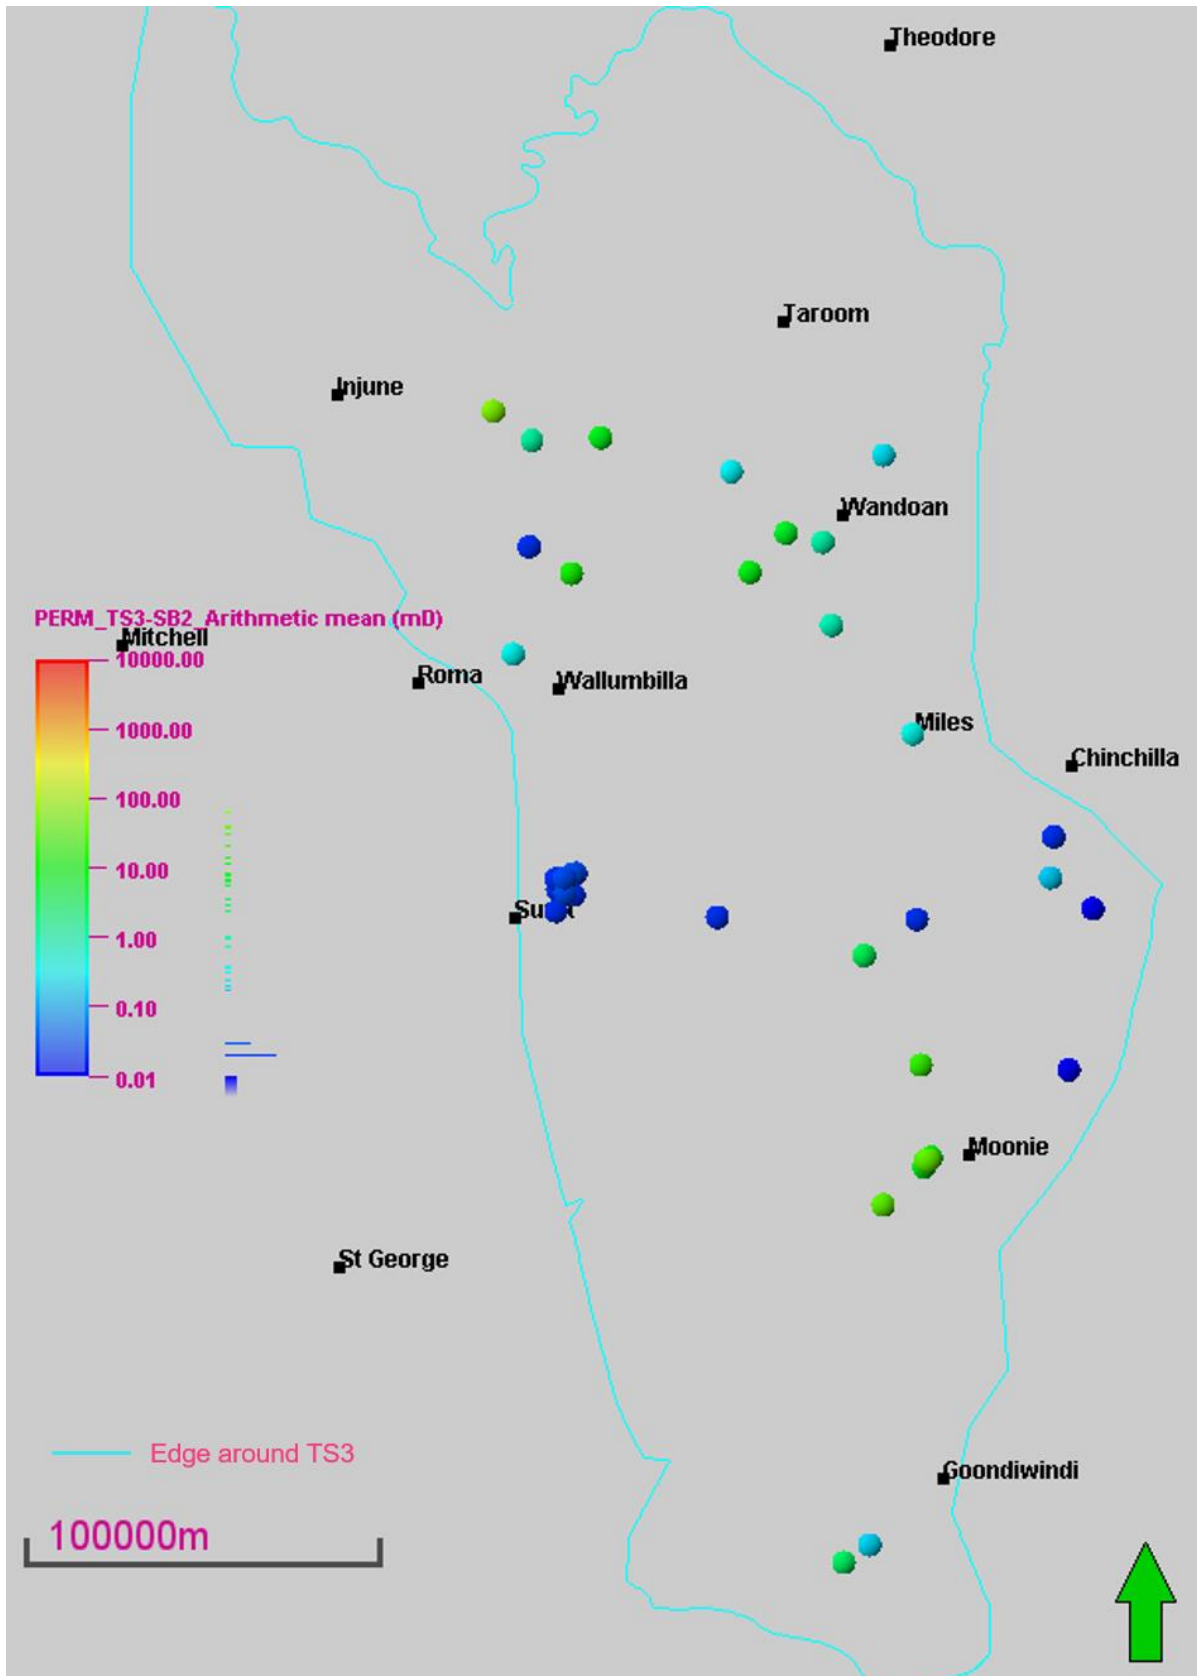 Theodore
Taroom
Injune
Wandoan
PERM_TS3-SB2_Arithmetic mean (mD)
Mitchell
10000.00
Roma
Wallumbilla
1000.00
Miles
Chinchilla
100.00
10.00
1.00
0.10
0.01
Moonie
St George
Edge around TS3
Goondiwindi
100000m